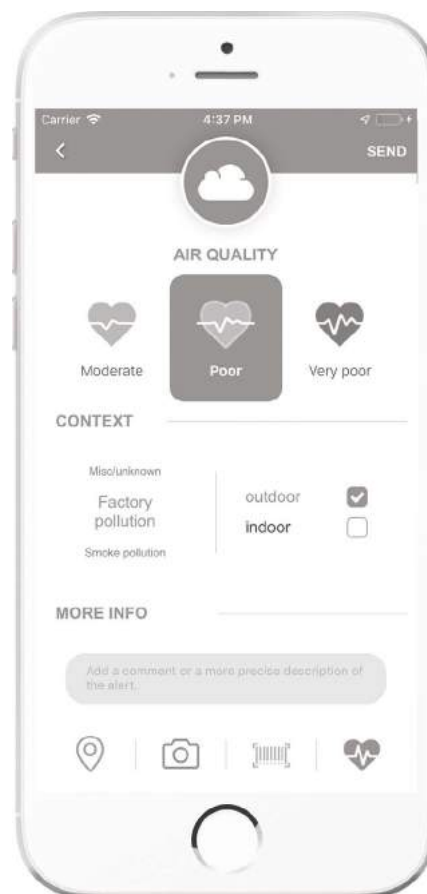 Carrier 4:37 PM
SEND
AIR QUALITY
Moderate Poor Very poor
CONTEXT
Misc/unknown
Factory
pollution
Smoke pollution
outdoor
indoor
MORE INFO
Add a comment or a more precise description of
the alert.